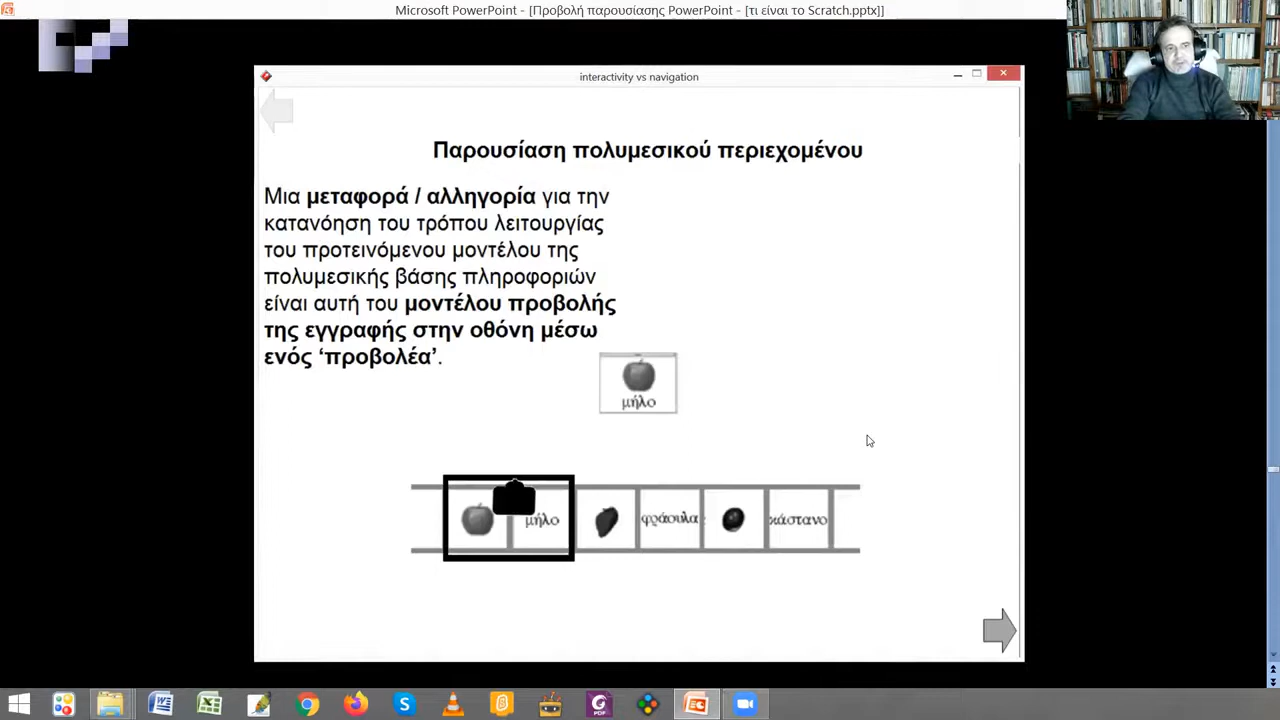 Microsoft PowerPoint - [Προβολή παρουσίασης PowerPoint - [τι είναι το Scratch.pptx]]
interactivity vs navigation
Παρουσίαση πολυμεσικού περιεχομένου
Μια μεταφορά / αλληγορία για την
κατανόηση του τρόπου λειτουργίας
του προτεινόμενου μοντέλου της
πολυμεσικής βάσης πληροφοριών
είναι αυτή του μοντέλου προβολής
της εγγραφής στην οθόνη μέσω
ενός ‘προβολέα’.
μήλο
μήλο φράουλα κάστανο